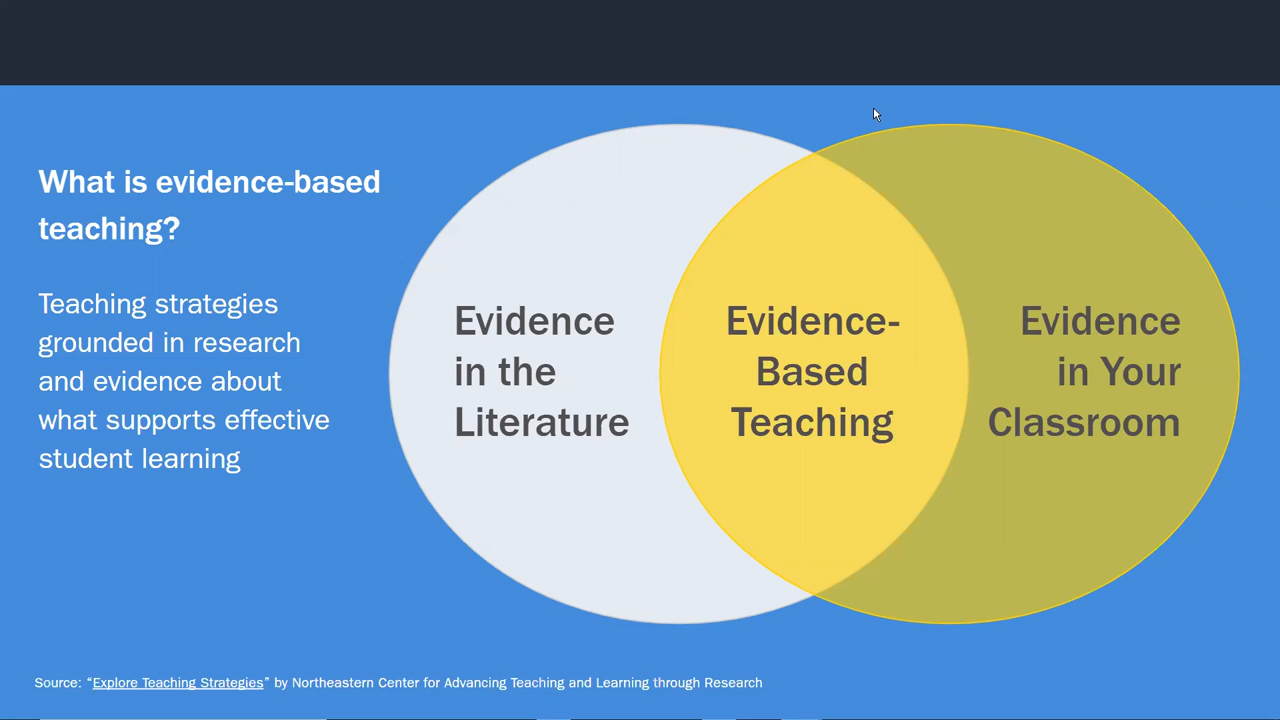 What is evidence-based
teaching?
Teaching strategies
grounded in research
and evidence about
what supports effective
student learning
Evidence
in the
Literature
Evidence-
Based
Teaching
Evidence
in Your
Classroom
Source: “Explore Teaching Strategies” by Northeastern Center for Advancing Teaching and Learning through Research